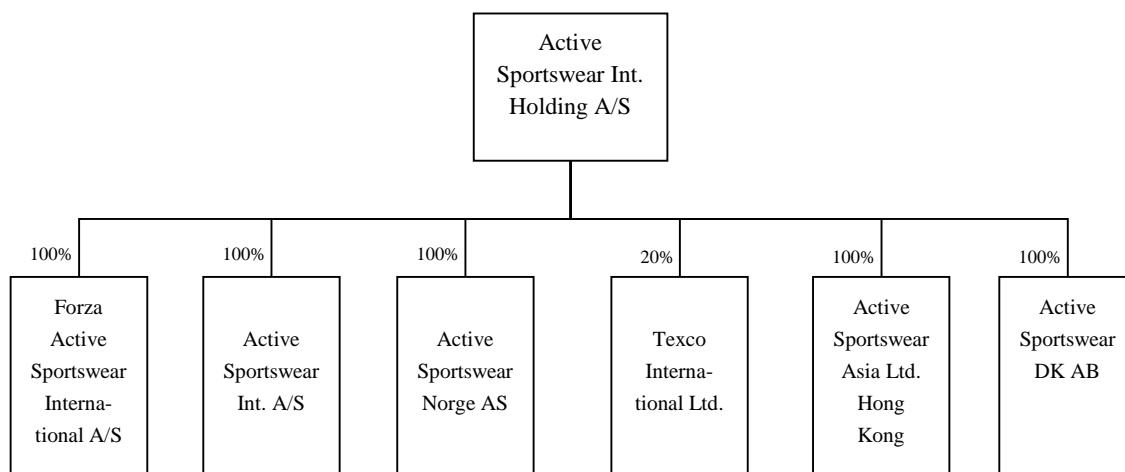 Active
Sportswear Int.
Holding A/S
100%
100%
100%
20%
100%
100%
Forza
Active
Sportswear
Interna-
tional A/S
Active
Sportswear
Int. A/S
Active
Sportswear
Norge AS
Texco
Interna-
tional Ltd.
Active
Sportswear
Asia Ltd.
Hong
Kong
Active
Sportswear
DK AB